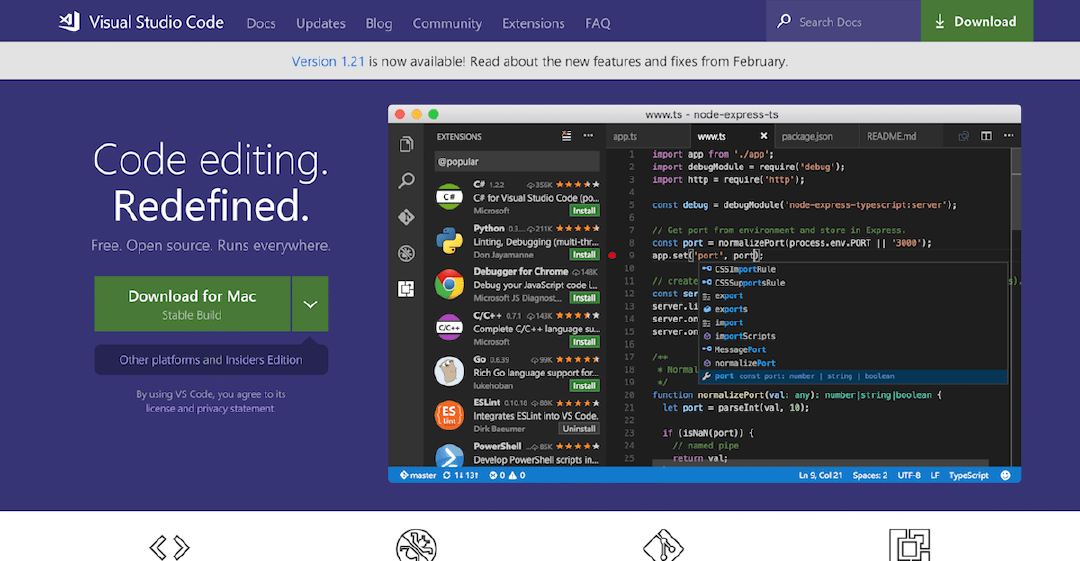 Visual Studio Code Docs Updates Blog Community Extensions FAQ Search Docs Download
Version 1.21 is now available! Read about the new features and fixes from February.
Code editing.
Redefined.
Free. Open source. Runs everywhere.
Download for Mac
Stable Build
Other platforms and Insiders Edition
By using VS Code, you agree to its
license and privacy statement
www.ts - node-express-ts
EXTENSIONS
@popular
C# 1.2.2 356K
C# for Visual Studio Code (po...
Microsoft Install
Python 0.3... 211K
Linting, Debugging (multi-thr...
Don Jayamanne Install
Debugger for Chrome 148K
Debug your JavaScript code i...
Microsoft JS Diagnost... Install
C/C++
C/C++ 0.7.1 143K
Complete C/C++ language su...
Microsoft Install
Go 0.6.39 99K
Rich Go language support for...
lukehoban Install
ES
Lint
ESLint 0.10.18 88K
Integrates ESLint into VS Code.
Dirk Baeumer Uninstall
PowerShell ... 85K
Develop PowerShell scripts in...
app.ts www.ts package.json README.md
1 import app from './app';
2 import debugModule = require('debug');
3 import http = require('http');
4
5 const debug = debugModule('node-express-typescript:server');
6
7 // Get port from environment and store in Express.
8 const port = normalizePort(process.env.PORT || '3000');
9 app.set('port', port);
10
11 // create
12 const ser
13 server.li
14 server.on
15 server.on
16
17 /**
18 * Normal
19 */
20 function normalizePort(val: any): number|string|boolean {
21 let port = parseInt(val, 10);
22
23 if (isNaN(port)) {
24 // named pipe
25 return val;
CSSImportRule
CSSSupportsRule
export
exports
import
importScripts
MessagePort
normalizePort
port const port: number | string | boolean
master 1↓ 13↑ 0 0 Ln 9, Col 21 Spaces: 2 UTF-8 LF TypeScript